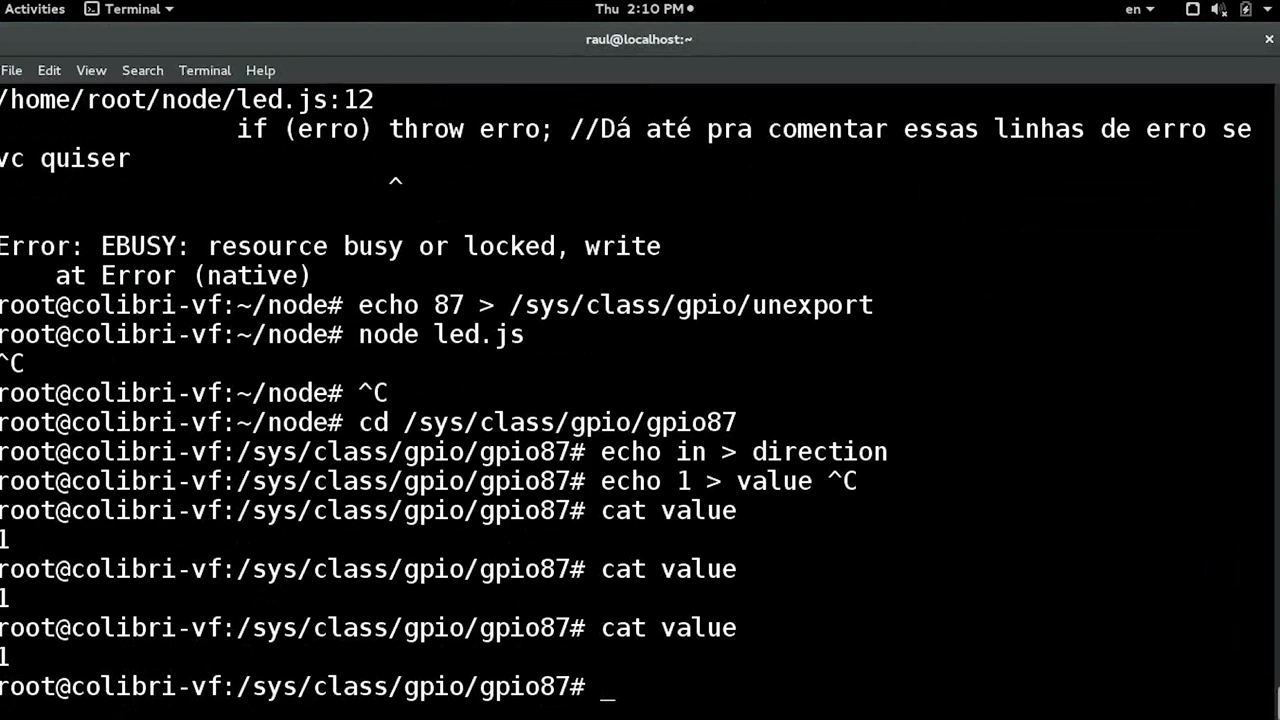 Activities Terminal Thu 2:10 PM en
raul@localhost:~ ×
File Edit View Search Terminal Help
/home/root/node/led.js:12
if (erro) throw erro; //Dá até pra comentar essas linhas de erro se
vc quiser
^
Error: EBUSY: resource busy or locked, write
at Error (native)
root@colibri-vf:~/node# echo 87 > /sys/class/gpio/unexport
root@colibri-vf:~/node# node led.js
^C
root@colibri-vf:~/node# ^C
root@colibri-vf:~/node# cd /sys/class/gpio/gpio87
root@colibri-vf:/sys/class/gpio/gpio87# echo in > direction
root@colibri-vf:/sys/class/gpio/gpio87# echo 1 > value ^C
root@colibri-vf:/sys/class/gpio/gpio87# cat value
1
root@colibri-vf:/sys/class/gpio/gpio87# cat value
1
root@colibri-vf:/sys/class/gpio/gpio87# cat value
1
root@colibri-vf:/sys/class/gpio/gpio87# _